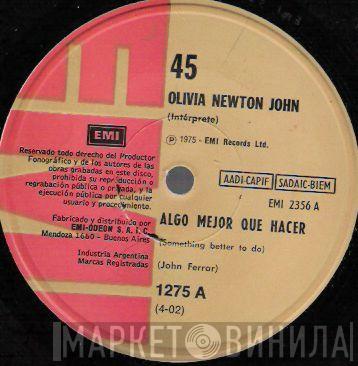 45
OLIVIA NEWTON JOHN
(Intérprete)
EMI
℗ 1975 - EMI Records Ltd.
Reservado todo derecho del Productor
Fonográfico y de los autores de las
obras grabadas en este disco,
prohibida su reproducción o
regrabación pública o privada, y la
ejecución pública por cualquier
usuario y procedimiento.
AADI-CAPIF SADAIC-BIEM
EMI 2356 A
Fabricado y distribuido por
EMI-ODEON S.A.I.C.
Mendoza 1660 - Buenos Aires
ALGO MEJOR QUE HACER
(Something better to do)
Industria Argentina
Marcas Registradas
(John Ferrar)
1275 A
(4-02)
МАРКЕТ ВИНИЛА